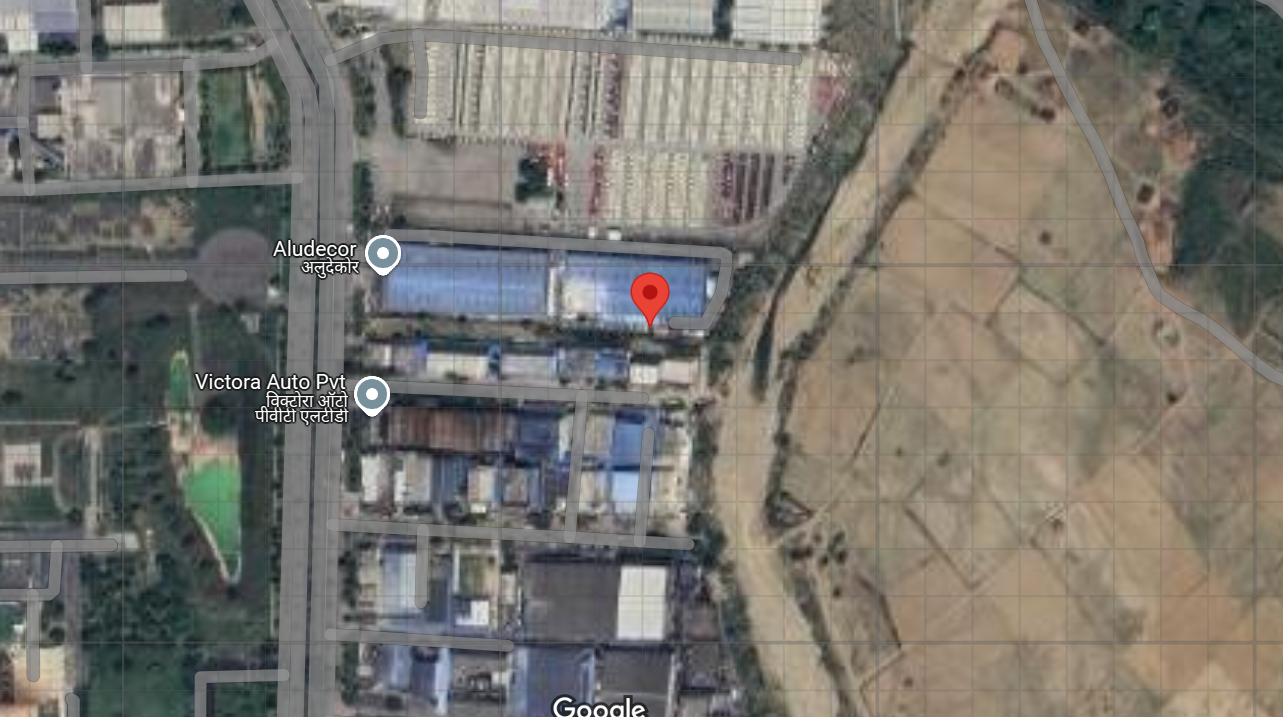 Aludecor
अलुदेकोर
Victora Auto Pvt
विक्टोरा ऑटो
पीवीटी एलटीडी
Google